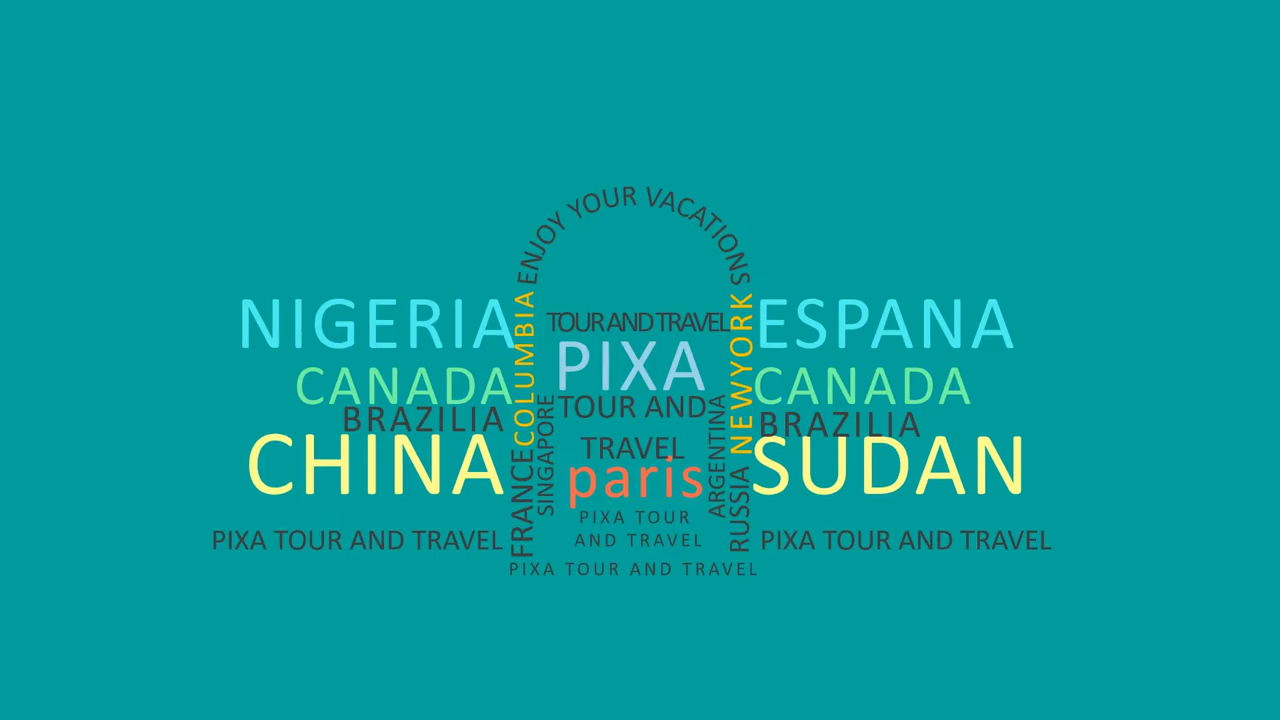 ENJOY YOUR VACATIONS
NIGERIA
CANADA
BRAZILIA
CHINA
PIXA TOUR AND TRAVEL
COLUMBIA
FRANCE
SINGAPORE
TOUR AND TRAVEL
PIXA
TOUR AND
TRAVEL
paris
PIXA TOUR
AND TRAVEL
PIXA TOUR AND TRAVEL
ARGENTINA
NEWYORK
RUSSIA
ESPANA
CANADA
BRAZILIA
SUDAN
PIXA TOUR AND TRAVEL